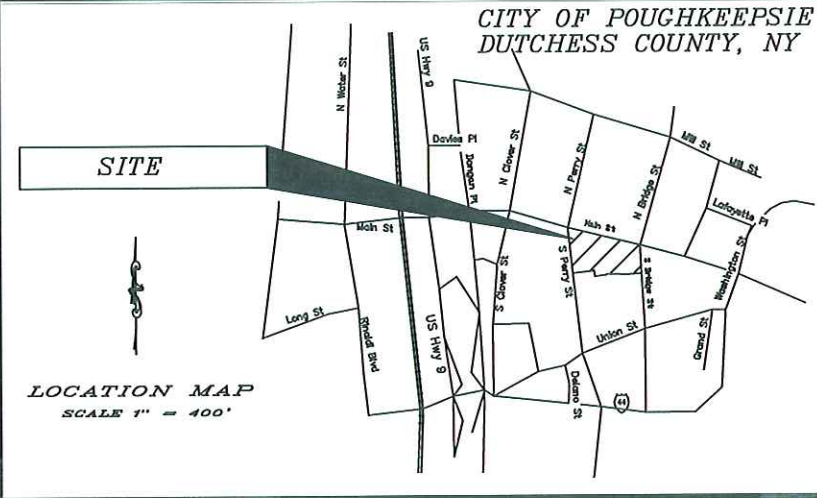 CITY OF POUGHKEEPSIE
DUTCHESS COUNTY, NY
US Hwy 9
N Water St
Davies Pl
Dongan Pl
N Clover St
N Perry St
N Bridge St
Mill St
Mill St
Lafayette Pl
SITE
Main St
Main St
S Clover St
S Perry St
S Bridge St
Washington St
Long St
Rinaldi Blvd
US Hwy 9
Union St
Grand St
Delano St
44
LOCATION MAP
SCALE 1" = 400'